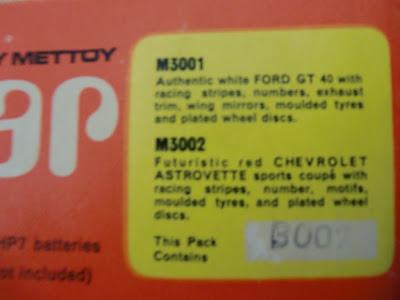 Y METTOY
ap
M3001
Authentic white FORD GT 40 with
racing stripes, numbers, exhaust
trim, wing mirrors, moulded tyres
and plated wheel discs.
M3002
Futuristic red CHEVROLET
ASTROVETTE sports coupé with
racing stripes, number, motifs,
moulded tyres, and plated wheel
discs.
This Pack
Contains
HP7 batteries
ot included)